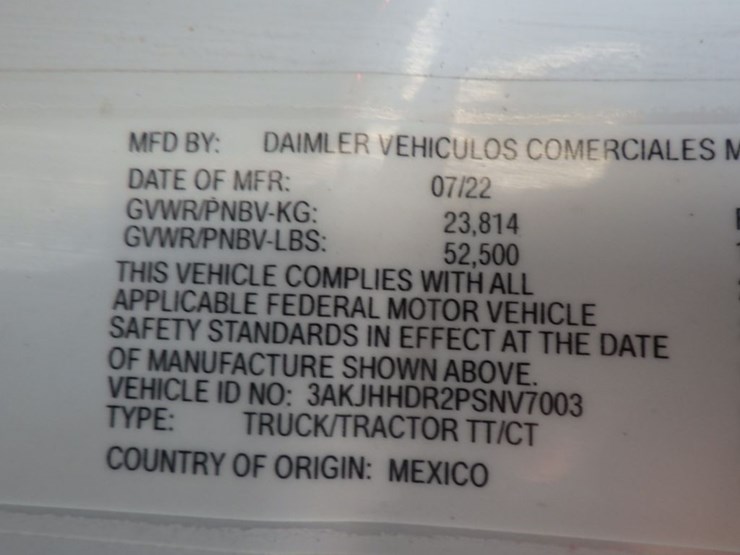 MFD BY: DAIMLER VEHICULOS COMERCIALES M
DATE OF MFR: 07/22
GVWR/PNBV-KG: 23,814
GVWR/PNBV-LBS: 52,500
THIS VEHICLE COMPLIES WITH ALL
APPLICABLE FEDERAL MOTOR VEHICLE
SAFETY STANDARDS IN EFFECT AT THE DATE
OF MANUFACTURE SHOWN ABOVE.
VEHICLE ID NO: 3AKJHHDR2PSNV7003
TYPE: TRUCK/TRACTOR TT/CT
COUNTRY OF ORIGIN: MEXICO